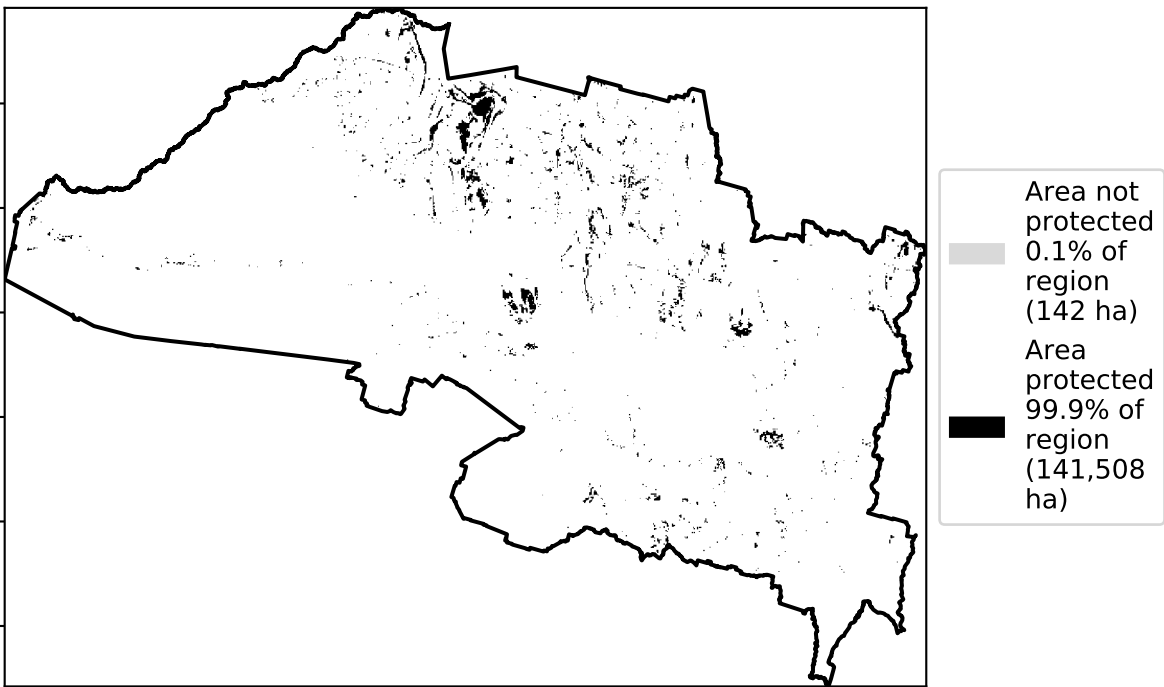 Area not
protected
0.1% of
region
(142 ha)
Area
protected
99.9% of
region
(141,508
ha)